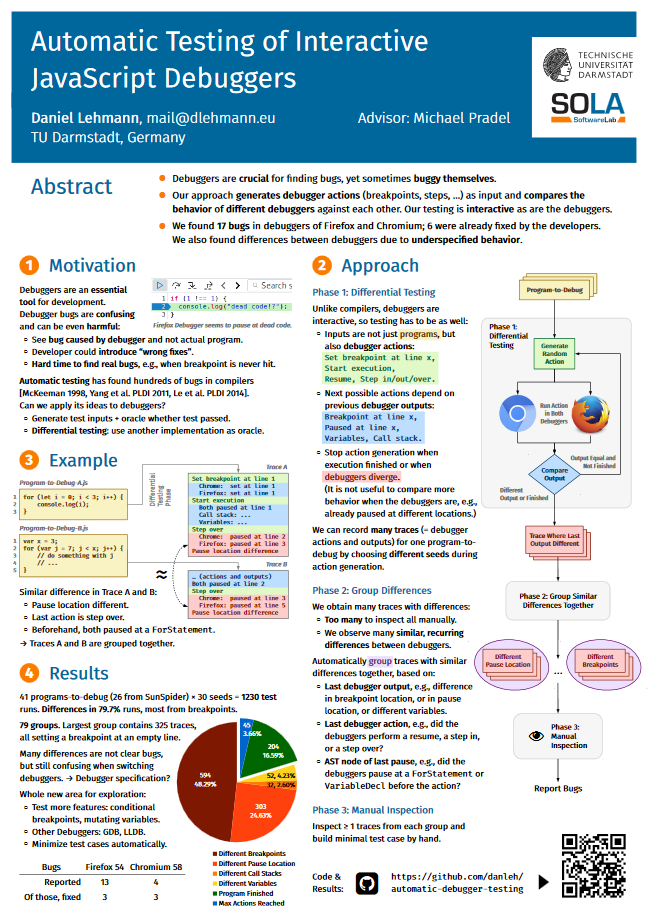 Automatic Testing of Interactive
JavaScript Debuggers
Daniel Lehmann, mail@dlehmann.eu
Advisor: Michael Pradel
TU Darmstadt, Germany
TECHNISCHE
UNIVERSITÄT
DARMSTADT
SOLA
SoftwareLab
Abstract
Debuggers are crucial for finding bugs, yet sometimes buggy themselves.
Our approach generates debugger actions (breakpoints, steps, ...) as input and compares the
behavior of different debuggers against each other. Our testing is interactive as are the debuggers.
We found 17 bugs in debuggers of Firefox and Chromium; 6 were already fixed by the developers.
We also found differences between debuggers due to underspecified behavior.
1 Motivation
Debuggers are an essential
tool for development.
Debugger bugs are confusing
and can be even harmful:
Search s
1 if (1 !== 1) {
2 console.log("dead code!?");
3 }
Firefox Debugger seems to pause at dead code.
See bug caused by debugger and not actual program.
Developer could introduce “wrong fixes”.
Hard to find real bugs, e.g., when breakpoint is never hit.
Automatic testing has found hundreds of bugs in compilers
[McKeeman 1998, Yang et al. PLDI 2011, Le et al. PLDI 2014].
Can we apply its ideas to debuggers?
Generate test inputs + oracle whether test passed.
Differential testing: use another implementation as oracle.
3 Example
Program-to-Debug-A.js
1 for (let i = 0; i < 3; i++) {
2 console.log(i);
3 }
Program-to-Debug-B.js
1 var x = 3;
2 for (var j = 7; j < x; j++) {
3 // do something with j
4 // ...
5 }
Differential
Testing
Phase
Trace A
Set breakpoint at line 1
Chrome: set at line 1
Firefox: set at line 1
Start execution
Both paused at line 1
Call stack: ...
Variables: ...
Step over
Chrome: paused at line 2
Firefox: paused at line 3
Pause location difference
≈
Trace B
... (actions and outputs)
Both paused at line 2
Step over
Chrome: paused at line 3
Firefox: paused at line 5
Pause location difference
Similar difference in Trace A and B:
Pause location different.
Last action is step over.
Beforehand, both paused a ForStatement.
→ Traces A and B are grouped together.
4 Results
41 programs-to-debug (26 from SunSpider) × 30 seeds = 1230 test
runs. Differences in 79.7% runs, most from breakpoints.
79 groups. Largest group contains 325 traces,
all setting a breakpoint at an empty line.
Many differences are not clear bugs,
but still confusing when switching
debuggers. → Debugger specification?
Whole new area for exploration:
Test more features: conditional
breakpoints, mutating variables.
Other Debuggers: GDB, LLDB.
Minimize test cases automatically.
Bugs Firefox 54 Chromium 58
Reported 13 4
Of those, fixed 3 3
45
3.66%
204
16.59%
52, 4.23%
32, 2.60%
303
24.63%
594
48.29%
Different Breakpoints
Different Pause Location
Different Call Stacks
Different Variables
Program Finished
Max Actions Reached
2 Approach
Phase 1: Differential Testing
Unlike compilers, debuggers are
interactive, so testing has to be as well:
Inputs are not just programs, but
also debugger actions:
Set breakpoint at line x,
Start execution,
Resume, Step in/out/over.
Next possible actions depend on
previous debugger outputs:
Breakpoint at line x,
Paused at line x,
Variables, Call stack.
Stop action generation when
execution finished or when
debuggers diverge.
(It is not useful to compare more
behavior when the debuggers are, e.g.,
already paused at different locations.)
We can record many traces (= debugger
actions and outputs) for one program-to-
debug by choosing different seeds during
action generation.
Phase 2: Group Differences
We obtain many traces with differences:
Too many to inspect all manually.
We observe many similar, recurring
differences between debuggers.
Automatically group traces with similar
differences together, based on:
Last debugger output, e.g., difference
in breakpoint location, or in pause
location, or different variables.
Last debugger action, e.g., did the
debuggers perform a resume, a step in,
or a step over?
AST node of last pause, e.g., did the
debuggers pause at a ForStatement or
VariableDecl before the action?
Phase 3: Manual Inspection
Inspect ≥ 1 traces from each group and
build minimal test case by hand.
Program-to-Debug
Phase 1:
Differential
Testing
Generate
Random
Action
Run Action
in Both
Debuggers
Output Equal and
Not Finished
Compare
Output
Different
Output or Finished
Trace Where Last
Output Different
Phase 2: Group Similar
Differences Together
Different
Pause Location
...
Different
Breakpoints
Phase 3:
Manual
Inspection
Report Bugs
Code &
Results:
https://github.com/danleh/
automatic-debugger-testing